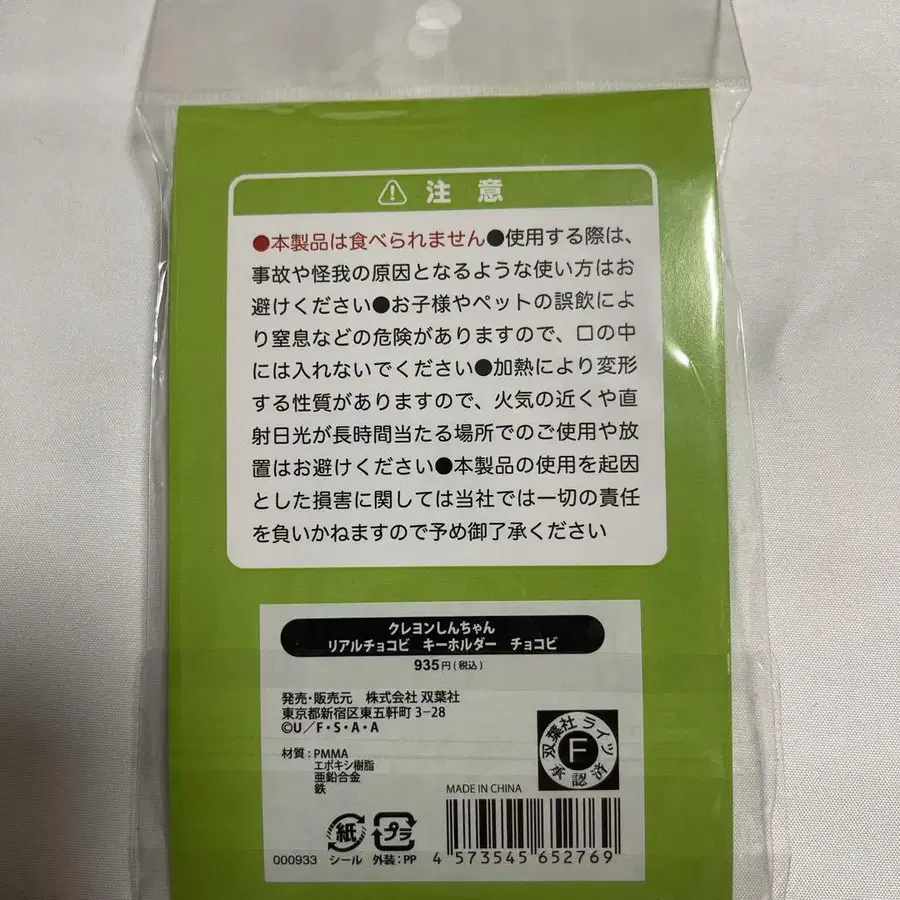 注意
●本製品は食べられません●使用する際は、
事故や怪我の原因となるような使い方はお
避けください●お子様やペットの誤飲によ
り窒息などの危険がありますので、口の中
には入れないでください●加熱により変形
する性質がありますので、火気の近くや直
射日光が長時間当たる場所でのご使用や放
置はお避けください●本製品の使用を起因
とした損害に関しては当社では一切の責任
を負いかねますので予め御了承ください
クレヨンしんちゃん
リアルチョコビ キーホルダー チョコビ
935円(税込)
発売・販売元 株式会社 双葉社
東京都新宿区東五軒町3-28
©U/F・S・A・A
材質:PMMA
エポキシ樹脂
亜鉛合金
鉄
双葉社ライツ
F
承認済
MADE IN CHINA
紙
プラ
000933 シール 外装:PP
4 573545 652769